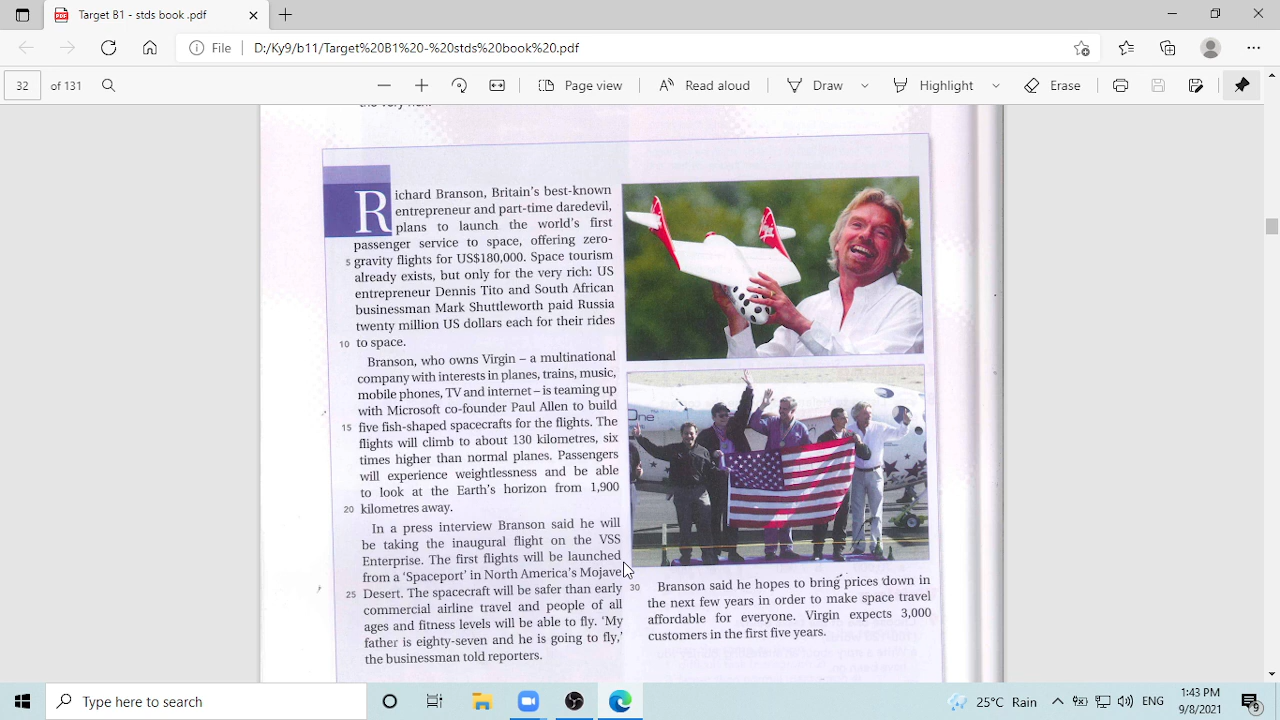 Target B1 - stds book .pdf
File
D:/Ky9/b11/Target%20B1%20-%20stds%20book%20.pdf
32 of 131
Page view
Read aloud
Draw
Highlight
Erase
Richard Branson, Britain's best-known
entrepreneur and part-time daredevil,
plans to launch the world's first
passenger service to space, offering zero-
5 gravity flights for US$180,000. Space tourism
already exists, but only for the very rich: US
entrepreneur Dennis Tito and South African
businessman Mark Shuttleworth paid Russia
twenty million US dollars each for their rides
10 to space.
Branson, who owns Virgin – a multinational
company with interests in planes, trains, music,
mobile phones, TV and internet – is teaming up
with Microsoft co-founder Paul Allen to build
15 five fish-shaped spacecrafts for the flights. The
flights will climb to about 130 kilometres, six
times higher than normal planes. Passengers
will experience weightlessness and be able
to look at the Earth's horizon from 1,900
20 kilometres away.
In a press interview Branson said he will
be taking the inaugural flight on the VSS
Enterprise. The first flights will be launched
from a 'Spaceport' in North America's Mojave
25 Desert. The spacecraft will be safer than early
commercial airline travel and people of all
ages and fitness levels will be able to fly. 'My
father is eighty-seven and he is going to fly,'
the businessman told reporters.
One
30 Branson said he hopes to bring prices down in
the next few years in order to make space travel
affordable for everyone. Virgin expects 3,000
customers in the first five years.
Type here to search
25°C Rain
ENG
1:43 PM
9/8/2021
9